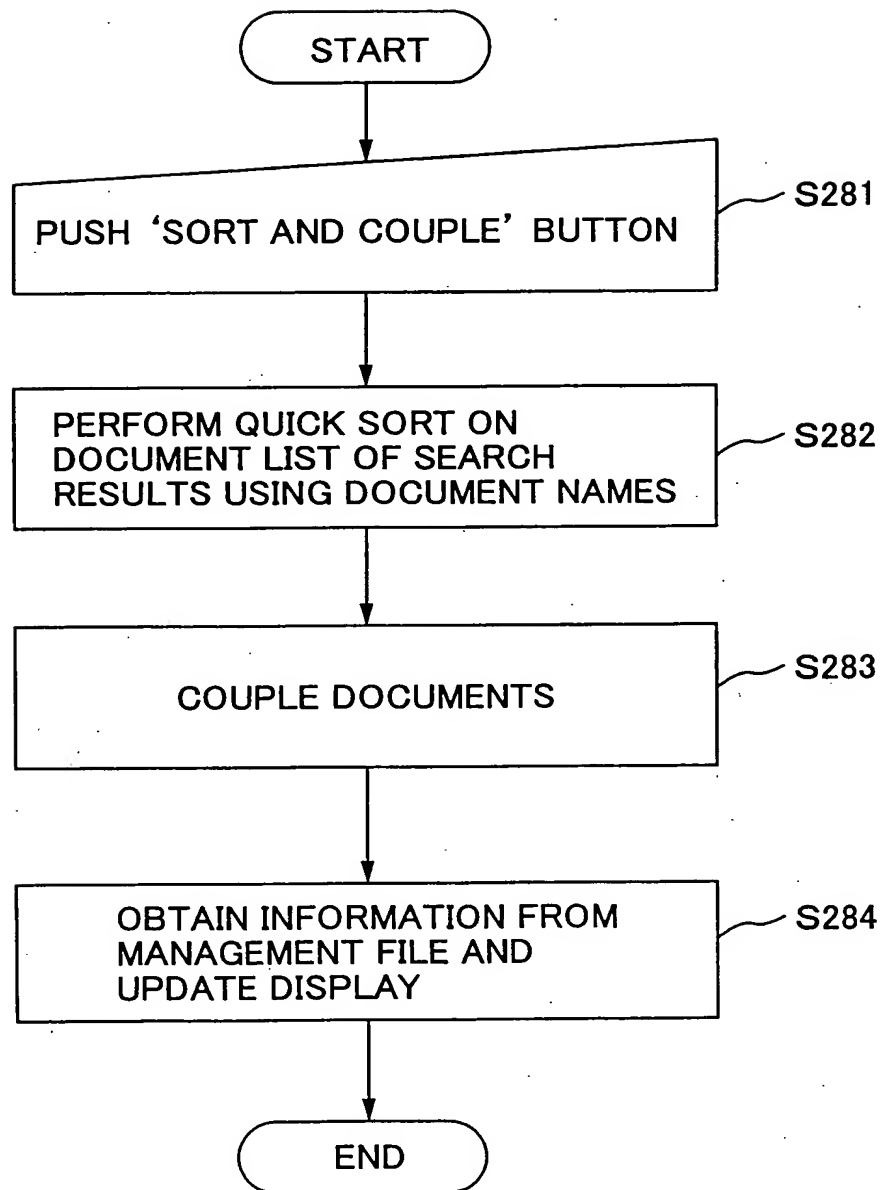 START
PUSH ‘SORT AND COUPLE’ BUTTON
S281
PERFORM QUICK SORT ON
DOCUMENT LIST OF SEARCH
RESULTS USING DOCUMENT NAMES
S282
COUPLE DOCUMENTS
S283
OBTAIN INFORMATION FROM
MANAGEMENT FILE AND
UPDATE DISPLAY
S284
END